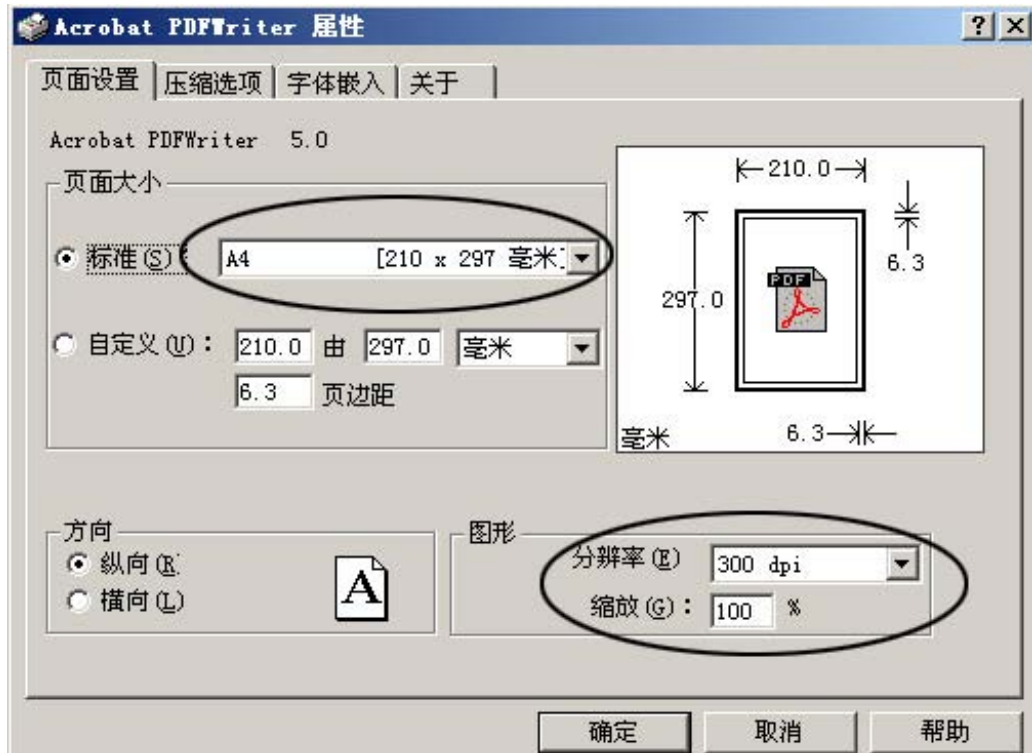 Acrobat PDFWriter 属性
页面设置 压缩选项 字体嵌入 关于
Acrobat PDFWriter 5.0
页面大小
标准(S):
A4 [210 x 297 毫米]
自定义(U): 210.0 由 297.0 毫米
6.3 页边距
210.0
6.3
297.0
PDF
毫米
6.3
方向
纵向(R)
横向(L)
A
图形
分辨率(E) 300 dpi
缩放(G): 100 %
确定 取消 帮助